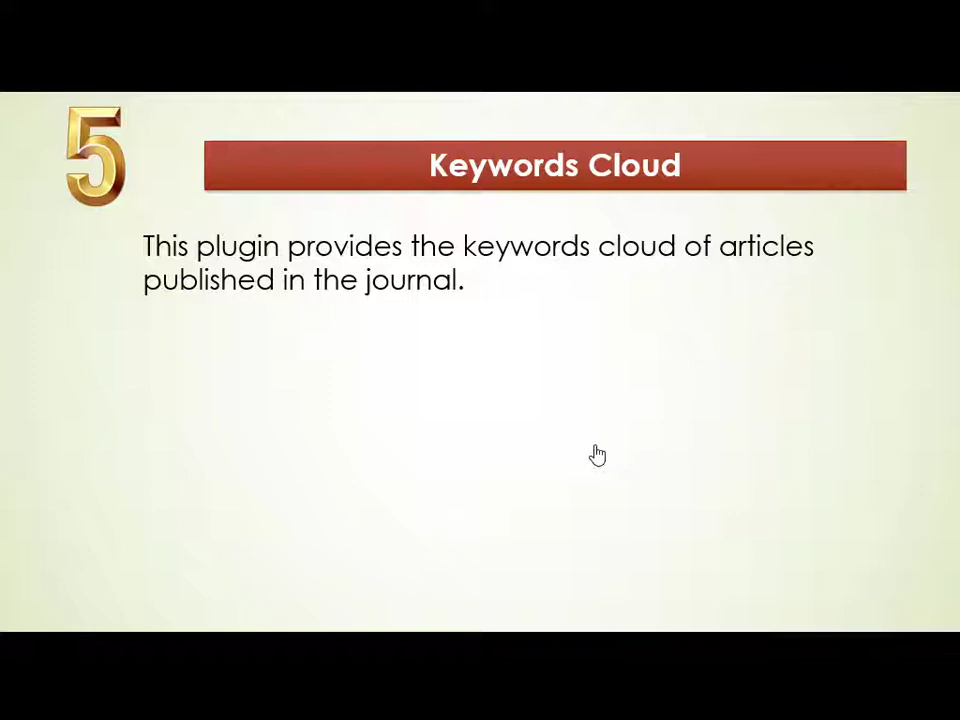 5
Keywords Cloud
This plugin provides the keywords cloud of articles
published in the journal.